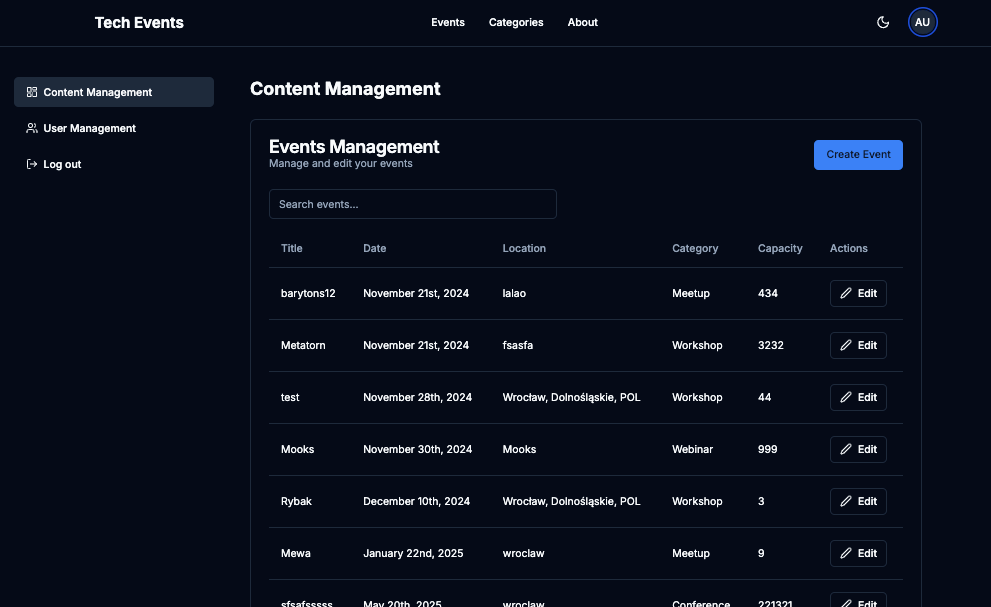 Tech Events
Events Categories About
AU
Content Management
User Management
Log out
Content Management
Events Management
Manage and edit your events
Create Event
Search events...
Title Date Location Category Capacity Actions
barytons12 November 21st, 2024 lalao Meetup 434 Edit
Metatorn November 21st, 2024 fsasfa Workshop 3232 Edit
test November 28th, 2024 Wrocław, Dolnośląskie, POL Workshop 44 Edit
Mooks November 30th, 2024 Mooks Webinar 999 Edit
Rybak December 10th, 2024 Wrocław, Dolnośląskie, POL Workshop 3 Edit
Mewa January 22nd, 2025 wroclaw Meetup 9 Edit
May 20th, 2025 wroclaw Conference 221321 Edit